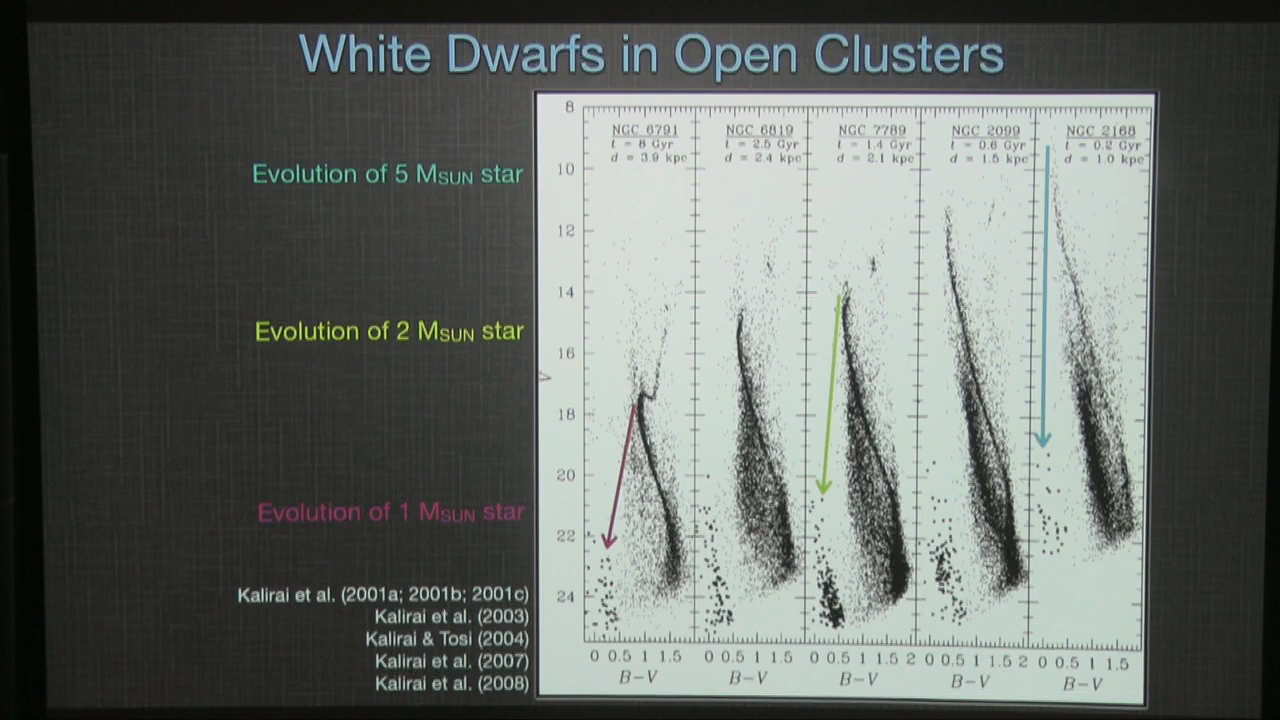 White Dwarfs in Open Clusters
Evolution of 5 MSUN star
Evolution of 2 MSUN star
Evolution of 1 MSUN star
Kalirai et al. (2001a; 2001b; 2001c)
Kalirai et al. (2003)
Kalirai & Tosi (2004)
Kalirai et al. (2007)
Kalirai et al. (2008)
NGC 6791
t = 8 Gyr
d = 3.9 kpc
NGC 6819
t = 2.5 Gyr
d = 2.4 kpc
NGC 7789
t = 1.4 Gyr
d = 2.1 kpc
NGC 2099
t = 0.6 Gyr
d = 1.5 kpc
NGC 2168
t = 0.2 Gyr
d = 1.0 kpc
8
10
12
14
16
18
20
22
24
V
0 0.5 1 1.5
0 0.5 1 1.5
0 0.5 1 1.5 2
0 0.5 1 1.5 2
0 0.5 1 1.5
B-V
B-V
B-V
B-V
B-V